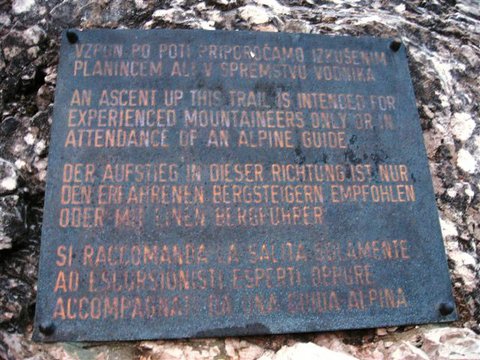 VZPON PO POTI PRIPOROČAMO IZKUŠENIM
PLANINCEM ALI V SPREMSTVU VODNIKA
AN ASCENT UP THIS TRAIL IS INTENDED FOR
EXPERIENCED MOUNTAINEERS ONLY OR IN
ATTENDANCE OF AN ALPINE GUIDE.
DER AUFSTIEG IN DIESER RICHTUNG IST NUR
DEN ERFAHRENEN BERGSTEIGERN EMPFOHLEN
ODER MIT EINEN BERGFÜHRER
SI RACCOMANDA LA SALITA SOLAMENTE
AD ESCURSIONISTI ESPERTI OPPURE
ACCOMPAGNATI DA UNA GUIDA ALPINA